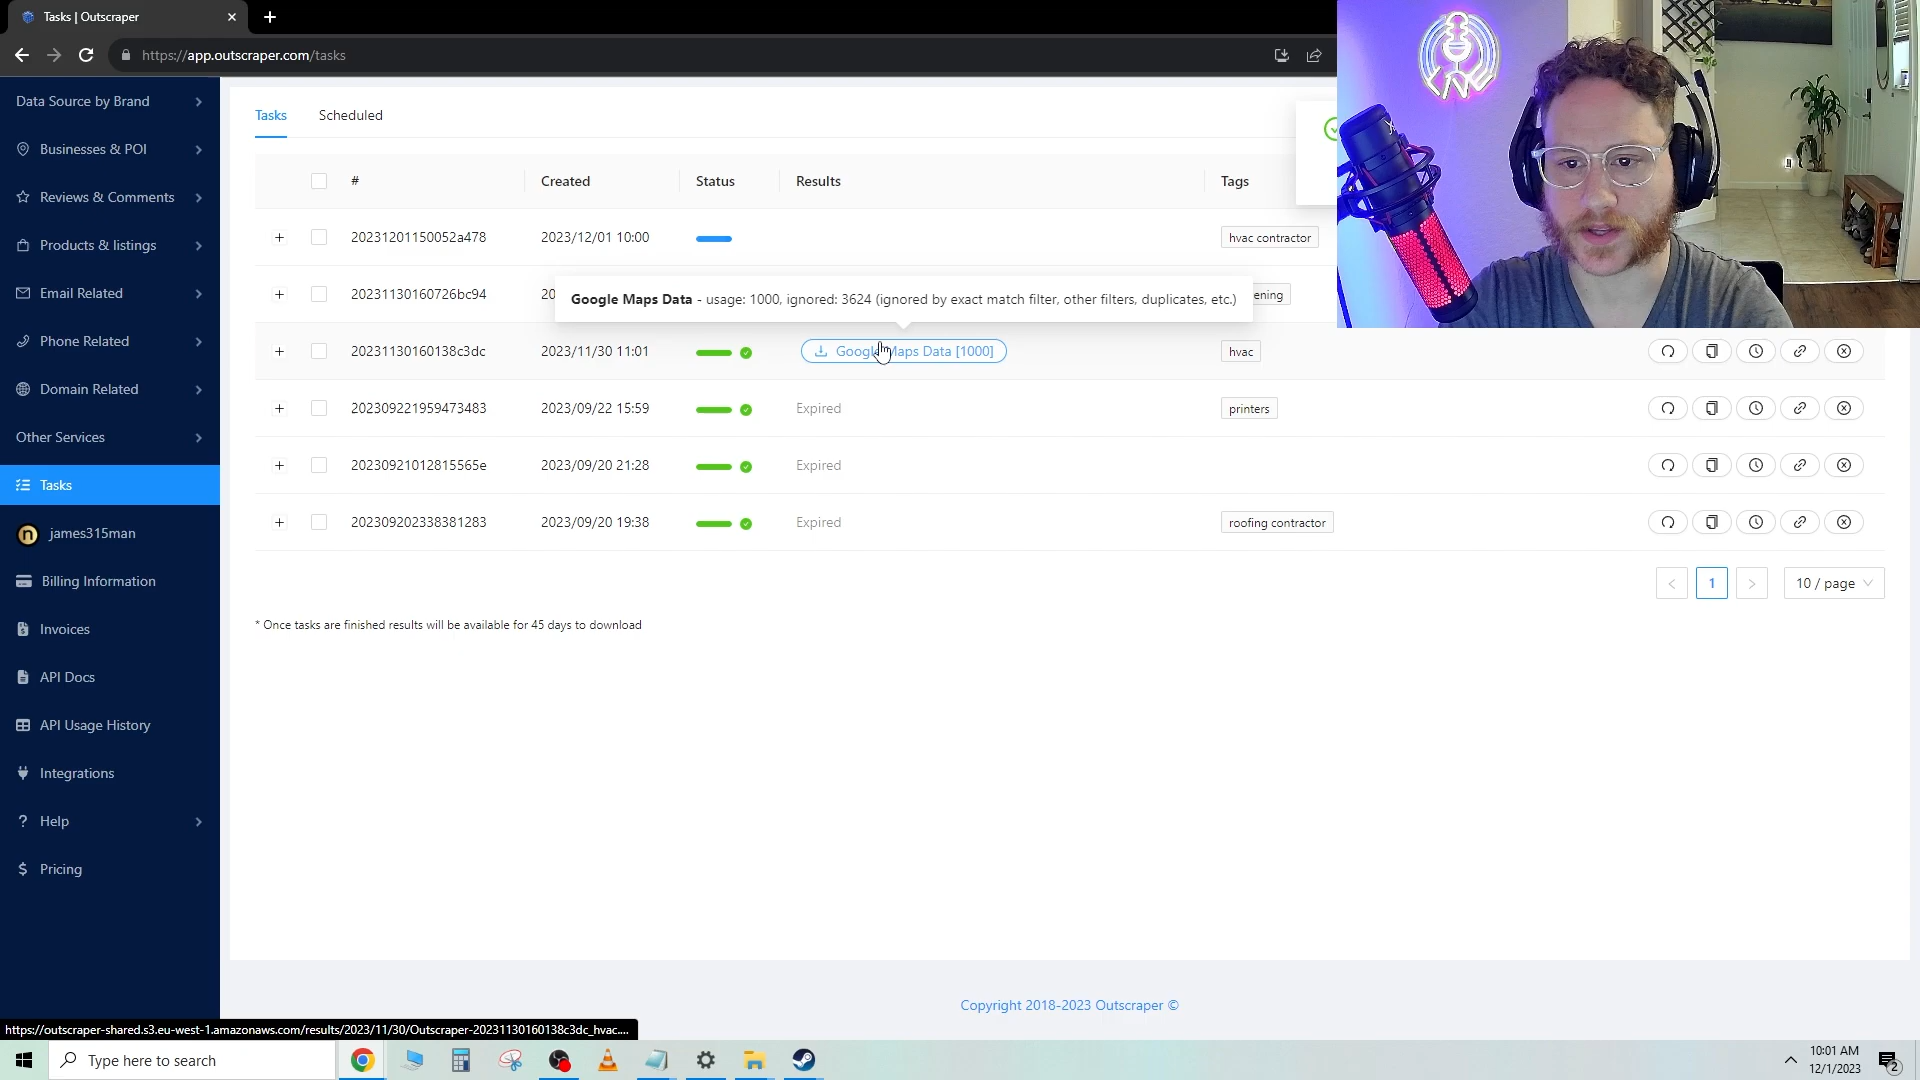 Tasks | Outscraper
https://app.outscraper.com/tasks
Data Source by Brand
Businesses & POI
Reviews & Comments
Products & listings
Email Related
Phone Related
Domain Related
Other Services
Tasks
n james315man
Billing Information
Invoices
API Docs
API Usage History
Integrations
? Help
$ Pricing
Tasks Scheduled
# Created Status Results Tags
+ 20231201150052a478 2023/12/01 10:00 hvac contractor
+ 20231130160726bc94 20 ening
Google Maps Data - usage: 1000, ignored: 3624 (ignored by exact match filter, other filters, duplicates, etc.)
+ 20231130160138c3dc 2023/11/30 11:01 Google Maps Data [1000] hvac
+ 202309221959473483 2023/09/22 15:59 Expired printers
+ 20230921012815565e 2023/09/20 21:28 Expired
+ 202309202338381283 2023/09/20 19:38 Expired roofing contractor
< 1 > 10 / page
* Once tasks are finished results will be available for 45 days to download
Copyright 2018-2023 Outscraper ©
https://outscraper-shared.s3.eu-west-1.amazonaws.com/results/2023/11/30/Outscraper-20231130160138c3dc_hvac....
Type here to search
10:01 AM
12/1/2023
2